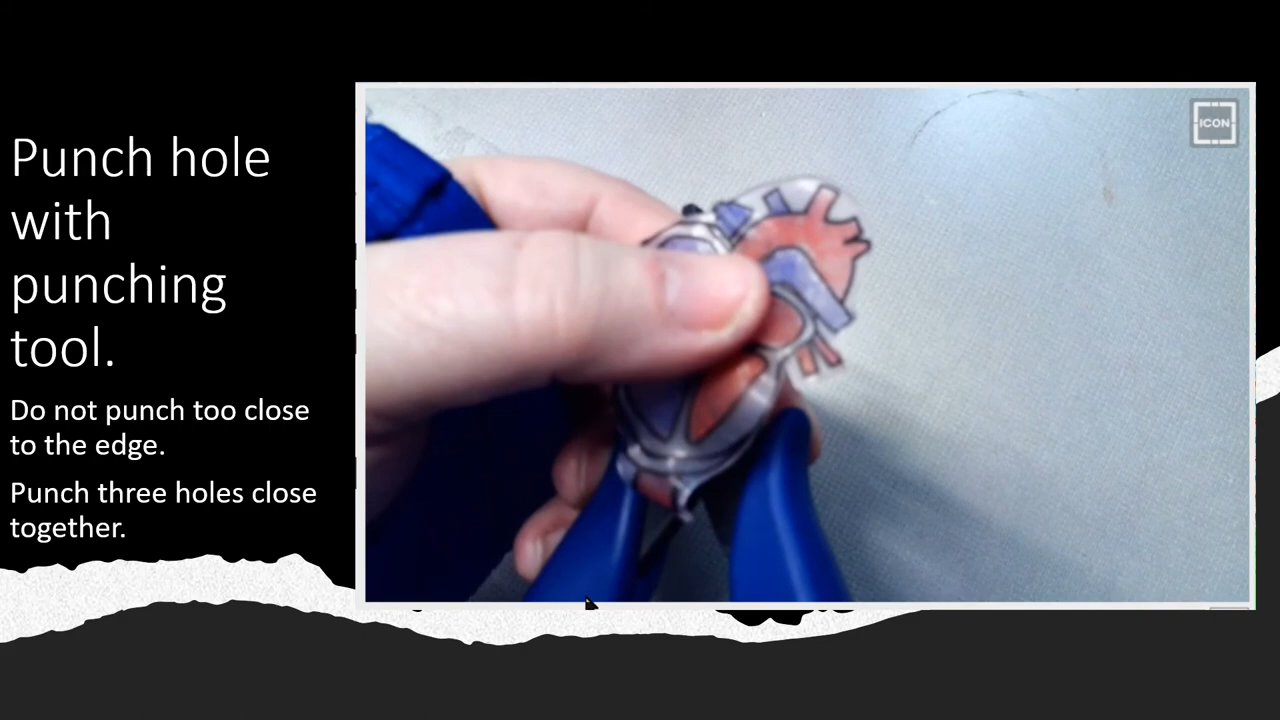 Punch hole
with
punching
tool.
Do not punch too close
to the edge.
Punch three holes close
together.
ICON